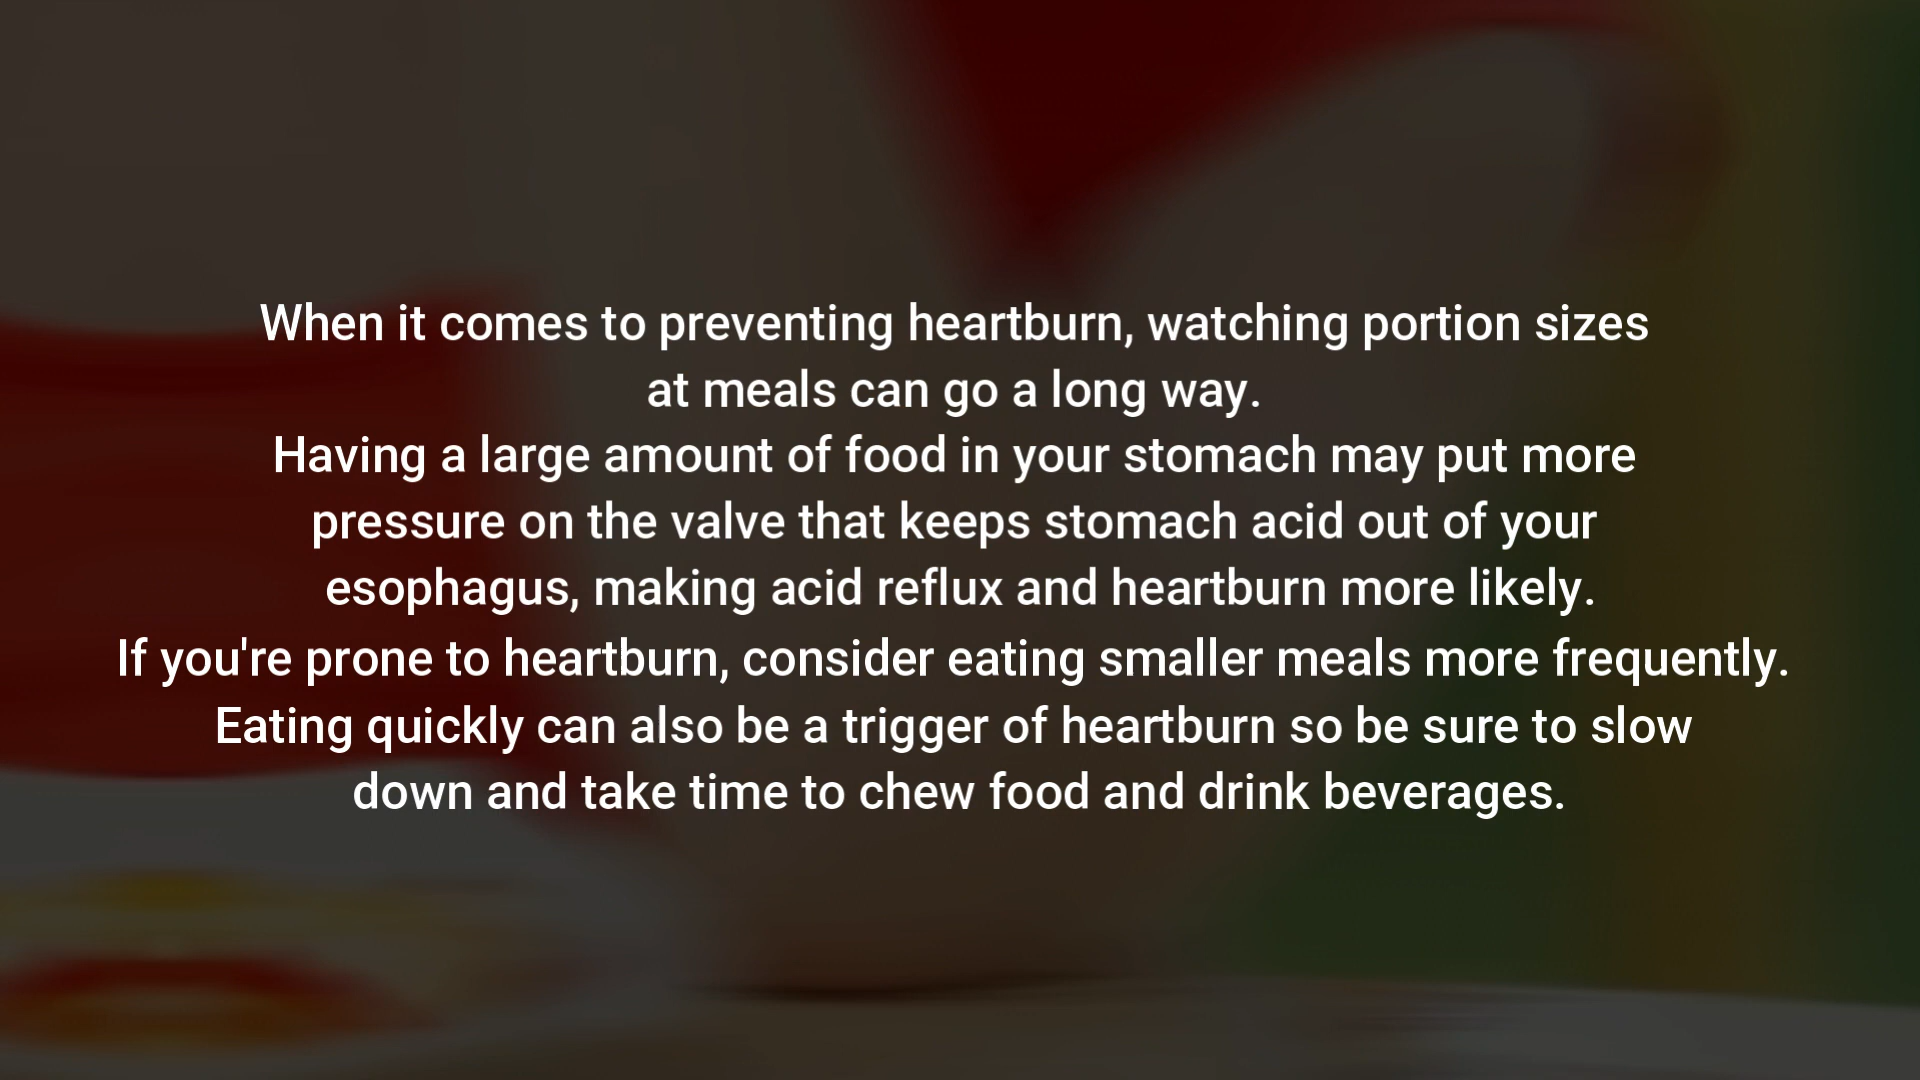 When it comes to preventing heartburn, watching portion sizes
at meals can go a long way.
Having a large amount of food in your stomach may put more
pressure on the valve that keeps stomach acid out of your
esophagus, making acid reflux and heartburn more likely.
If you're prone to heartburn, consider eating smaller meals more frequently.
Eating quickly can also be a trigger of heartburn so be sure to slow
down and take time to chew food and drink beverages.